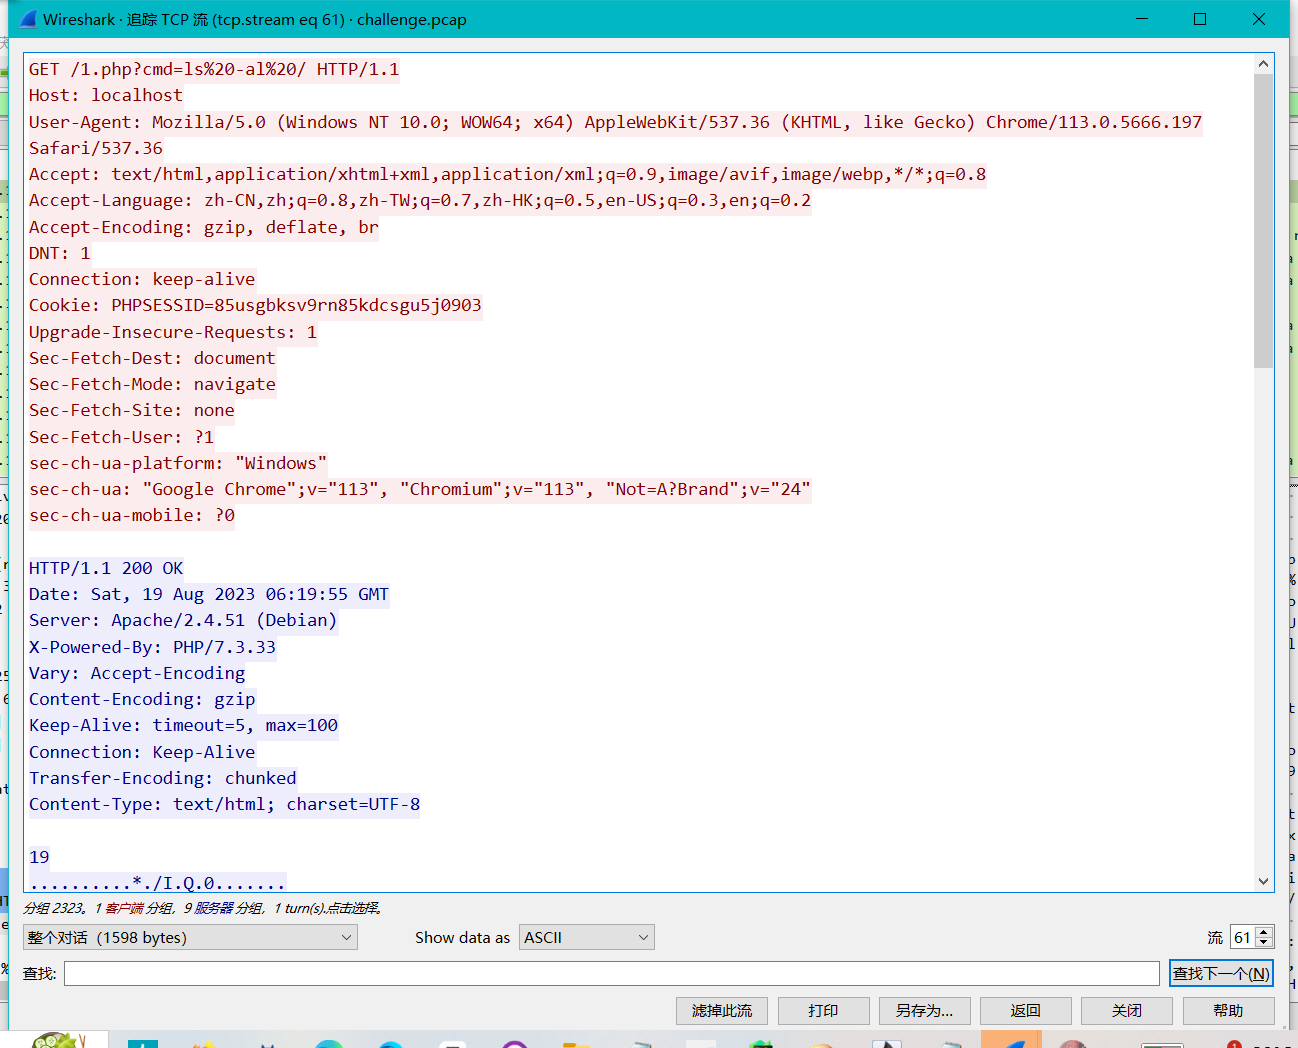 Wireshark · 追踪 TCP 流 (tcp.stream eq 61) · challenge.pcap
GET /1.php?cmd=ls%20-al%20/ HTTP/1.1
Host: localhost
User-Agent: Mozilla/5.0 (Windows NT 10.0; WOW64; x64) AppleWebKit/537.36 (KHTML, like Gecko) Chrome/113.0.5666.197
Safari/537.36
Accept: text/html,application/xhtml+xml,application/xml;q=0.9,image/avif,image/webp,*/*;q=0.8
Accept-Language: zh-CN,zh;q=0.8,zh-TW;q=0.7,zh-HK;q=0.5,en-US;q=0.3,en;q=0.2
Accept-Encoding: gzip, deflate, br
DNT: 1
Connection: keep-alive
Cookie: PHPSESSID=85usgbksv9rn85kdcsgu5j0903
Upgrade-Insecure-Requests: 1
Sec-Fetch-Dest: document
Sec-Fetch-Mode: navigate
Sec-Fetch-Site: none
Sec-Fetch-User: ?1
sec-ch-ua-platform: "Windows"
sec-ch-ua: "Google Chrome";v="113", "Chromium";v="113", "Not=A?Brand";v="24"
sec-ch-ua-mobile: ?0
HTTP/1.1 200 OK
Date: Sat, 19 Aug 2023 06:19:55 GMT
Server: Apache/2.4.51 (Debian)
X-Powered-By: PHP/7.3.33
Vary: Accept-Encoding
Content-Encoding: gzip
Keep-Alive: timeout=5, max=100
Connection: Keep-Alive
Transfer-Encoding: chunked
Content-Type: text/html; charset=UTF-8
19
..........*./I.Q.0.......
分组 2323。1 客户端 分组，9 服务器 分组，1 turn(s).点击选择。
整个对话 (1598 bytes) Show data as ASCII 流 61
查找: 查找下一个(N)
滤掉此流 打印 另存为... 返回 关闭 帮助